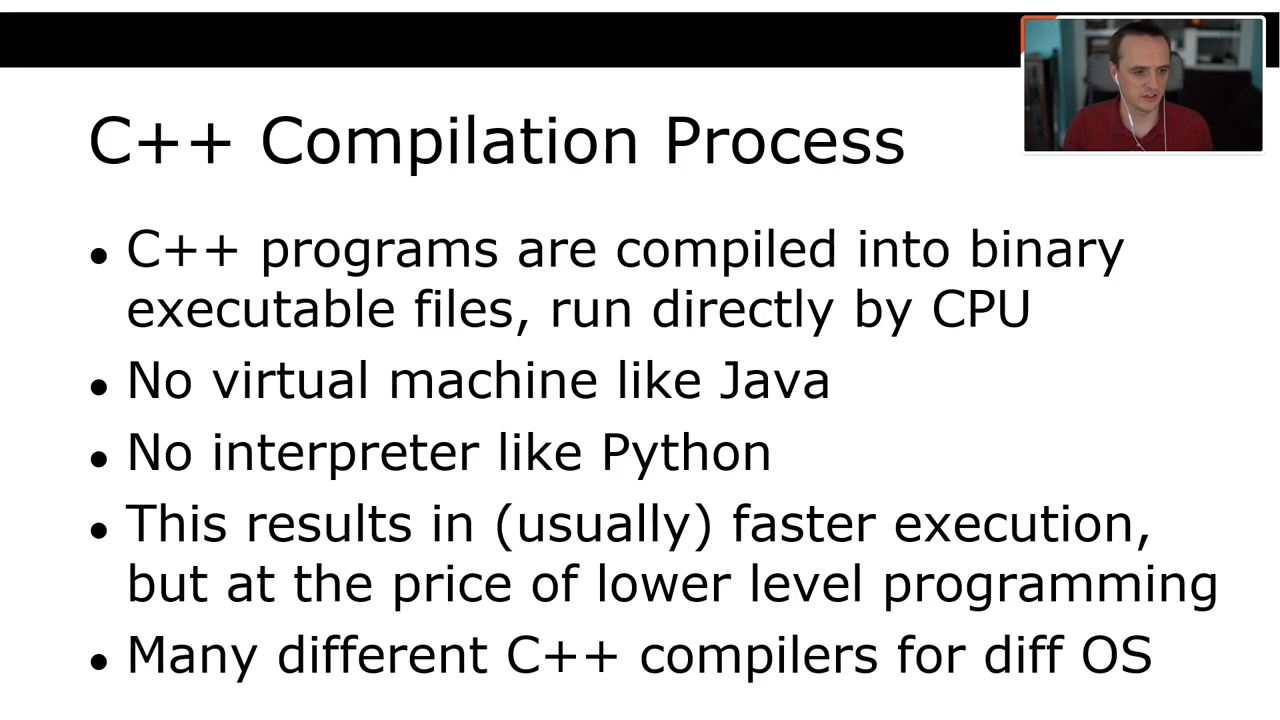 C++ Compilation Process
• C++ programs are compiled into binary
executable files, run directly by CPU
• No virtual machine like Java
• No interpreter like Python
• This results in (usually) faster execution,
but at the price of lower level programming
• Many different C++ compilers for diff OS